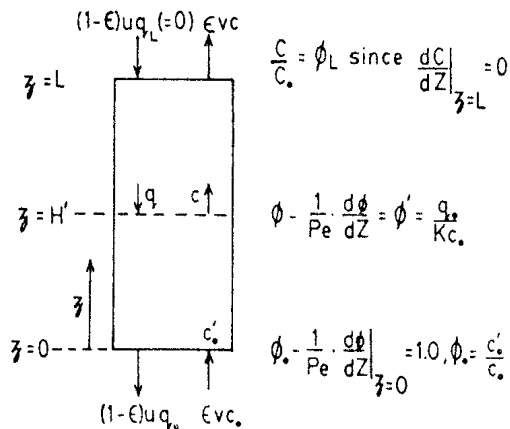 (1-ϵ)uq_L(=0) ϵvc
C/C₀ = ϕ_L since dC/dZ|_{𝔷=L} = 0
𝔷=L
q c
𝔷=H' ϕ - 1/Pe · dϕ/dZ = ϕ' = q₀/Kc₀
𝔷
c₀'
𝔷=0 ϕ₀ - 1/Pe · dϕ/dZ|_{𝔷=0} = 1.0, ϕ₀ = c₀'/c₀
(1-ϵ)uq₀ ϵvc₀